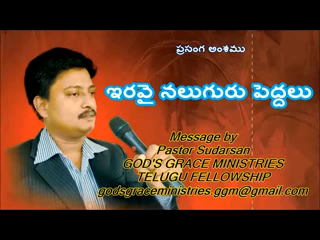 ప్రసంగ అంశము
ఇరవై నలుగురు పెద్దలు
Message by
Pastor Sudarsan
GOD'S GRACE MINISTRIES
TELUGU FELLOWSHIP
godsgraceministries.ggm@gmail.com